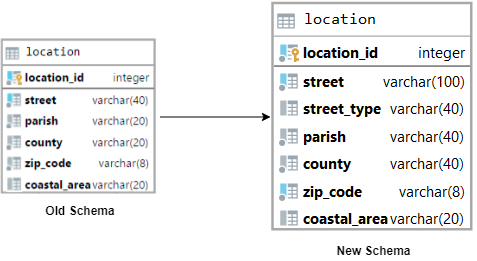 location
location_id integer
street varchar(40)
parish varchar(20)
county varchar(20)
zip_code varchar(8)
coastal_area varchar(20)
Old Schema
location
location_id integer
street varchar(100)
street_type varchar(40)
parish varchar(40)
county varchar(40)
zip_code varchar(8)
coastal_area varchar(20)
New Schema